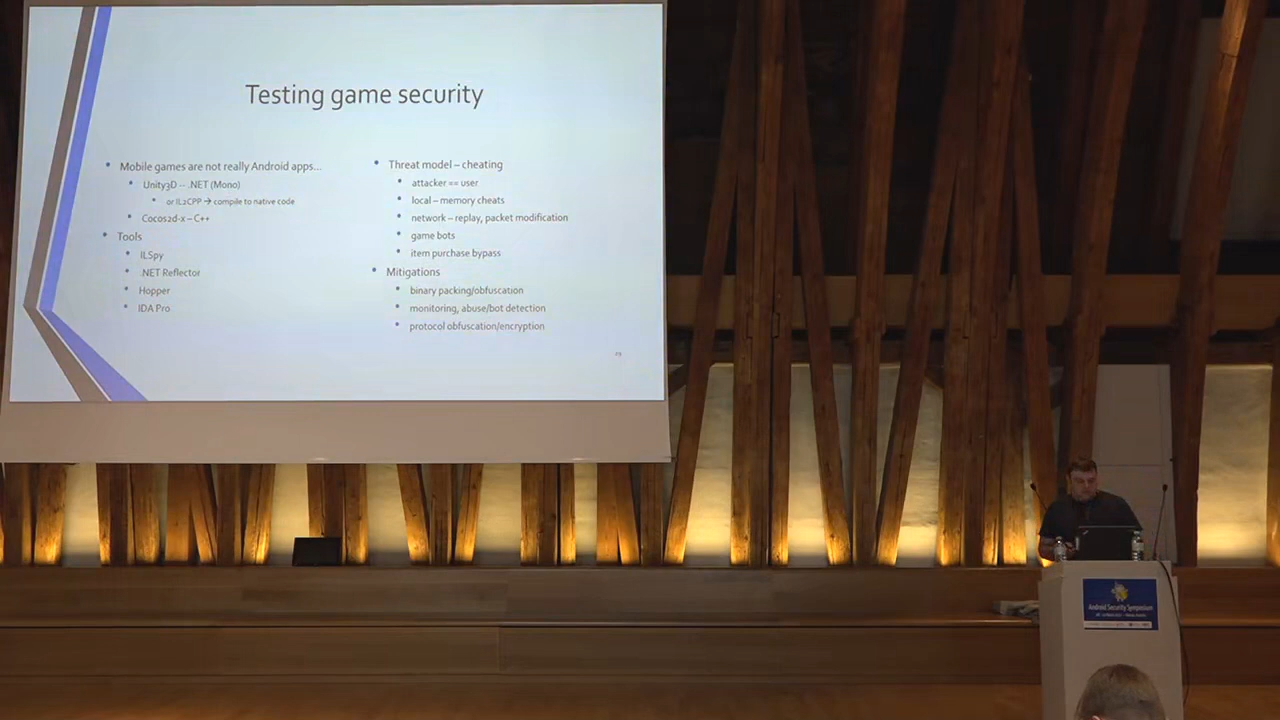 Testing game security
Mobile games are not really Android apps...
Unity3D -- .NET (Mono)
or IL2CPP → compile to native code
Cocos2d-x – C++
Tools
ILSpy
.NET Reflector
Hopper
IDA Pro
Threat model – cheating
attacker == user
local – memory cheats
network – replay, packet modification
game bots
item purchase bypass
Mitigations
binary packing/obfuscation
monitoring, abuse/bot detection
protocol obfuscation/encryption
Android Security Symposium